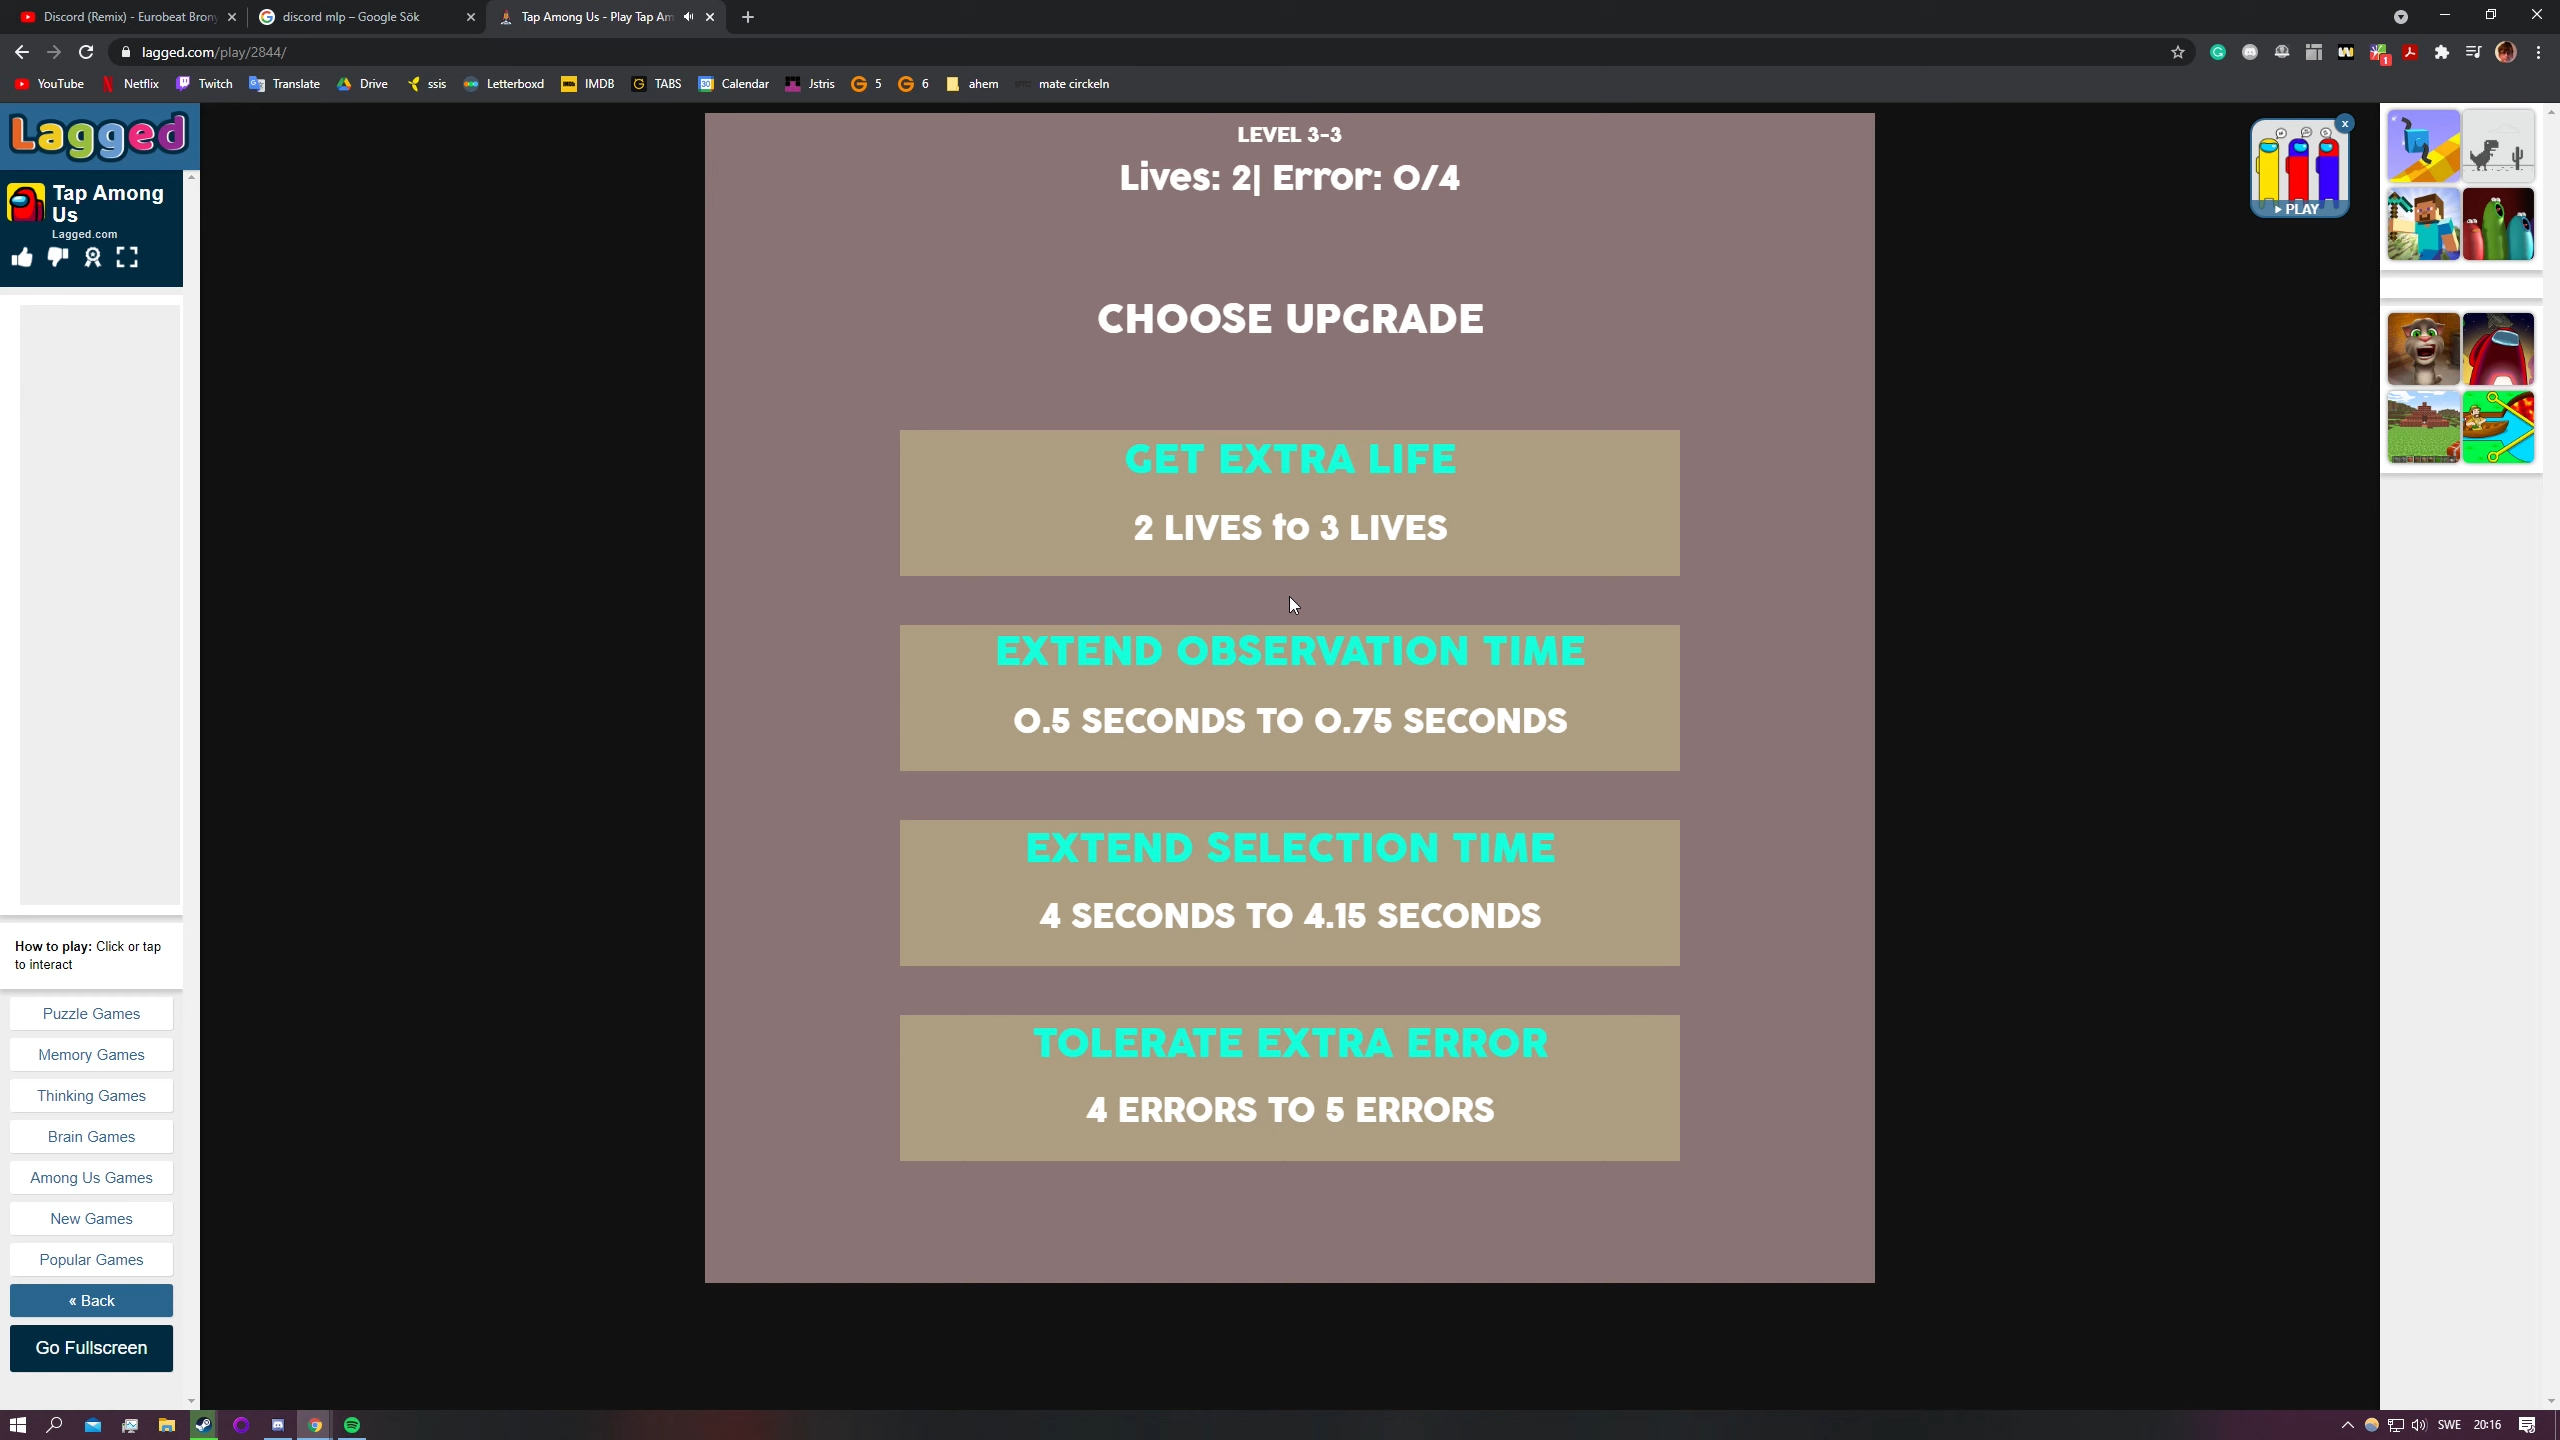 Discord (Remix) - Eurobeat Brony
discord mlp – Google Sök
Tap Among Us - Play Tap Am
lagged.com/play/2844/
YouTube
Netflix
Twitch
Translate
Drive
ssis
Letterboxd
IMDB
TABS
Calendar
Jstris
5
6
ahem
mate cirkeln
Lagged
Tap Among
Us
Lagged.com
How to play: Click or tap
to interact
Puzzle Games
Memory Games
Thinking Games
Brain Games
Among Us Games
New Games
Popular Games
« Back
Go Fullscreen
LEVEL 3-3
Lives: 2| Error: 0/4
CHOOSE UPGRADE
GET EXTRA LIFE
2 LIVES to 3 LIVES
EXTEND OBSERVATION TIME
0.5 SECONDS TO 0.75 SECONDS
EXTEND SELECTION TIME
4 SECONDS TO 4.15 SECONDS
TOLERATE EXTRA ERROR
4 ERRORS TO 5 ERRORS
x
PLAY
SWE
20:16